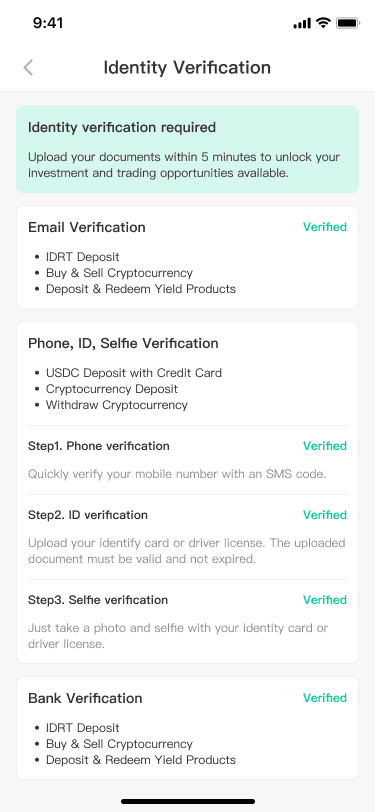 9:41
Identity Verification
Identity verification required
Upload your documents within 5 minutes to unlock your
investment and trading opportunities available.
Email Verification Verified
• IDRT Deposit
• Buy & Sell Cryptocurrency
• Deposit & Redeem Yield Products
Phone, ID, Selfie Verification
• USDC Deposit with Credit Card
• Cryptocurrency Deposit
• Withdraw Cryptocurrency
Step1. Phone verification Verified
Quickly verify your mobile number with an SMS code.
Step2. ID verification Verified
Upload your identify card or driver license. The uploaded
document must be valid and not expired.
Step3. Selfie verification Verified
Just take a photo and selfie with your identity card or
driver license.
Bank Verification Verified
• IDRT Deposit
• Buy & Sell Cryptocurrency
• Deposit & Redeem Yield Products